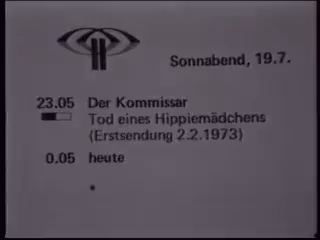 Sonnabend, 19.7.
23.05 Der Kommissar
Tod eines Hippiemädchens
(Erstsendung 2.2.1973)
0.05 heute